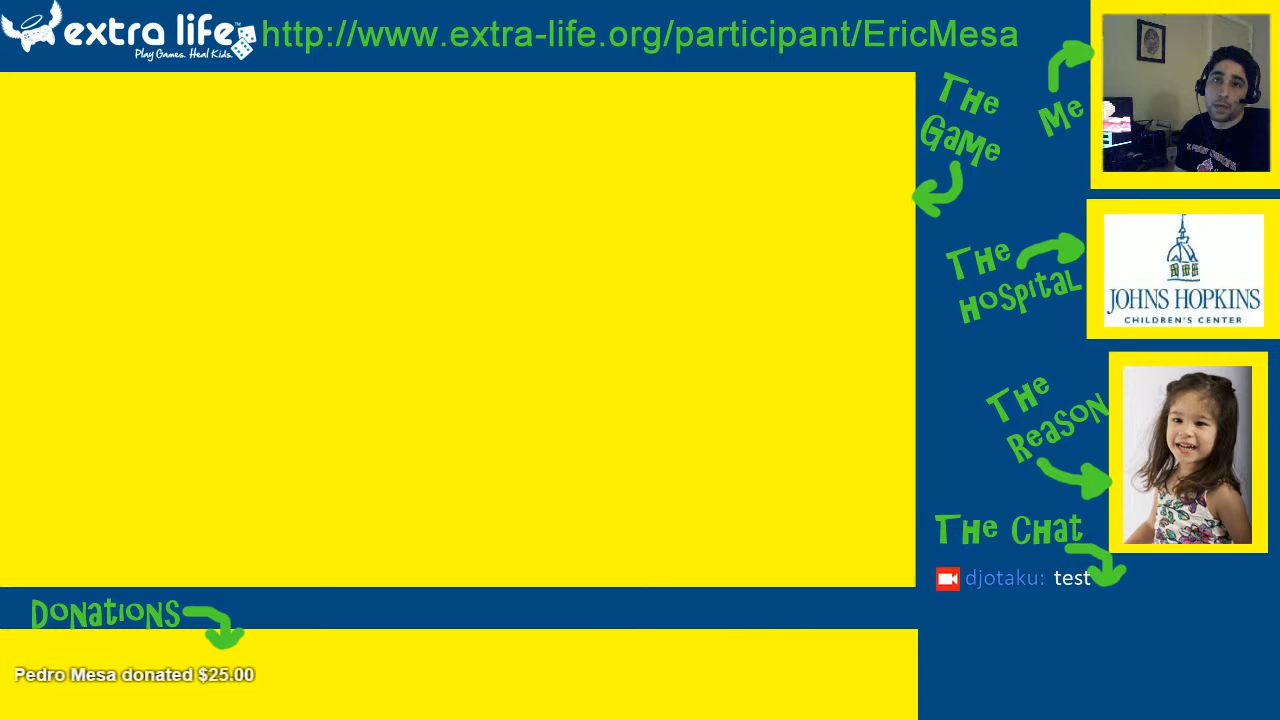 extra life
Play Games. Heal Kids.
http://www.extra-life.org/participant/EricMesa
Me
The
Game
The
Hospital
JOHNS HOPKINS
CHILDREN'S CENTER
The
Reason
The Chat
djotaku: test
Donations
Pedro Mesa donated $25.00